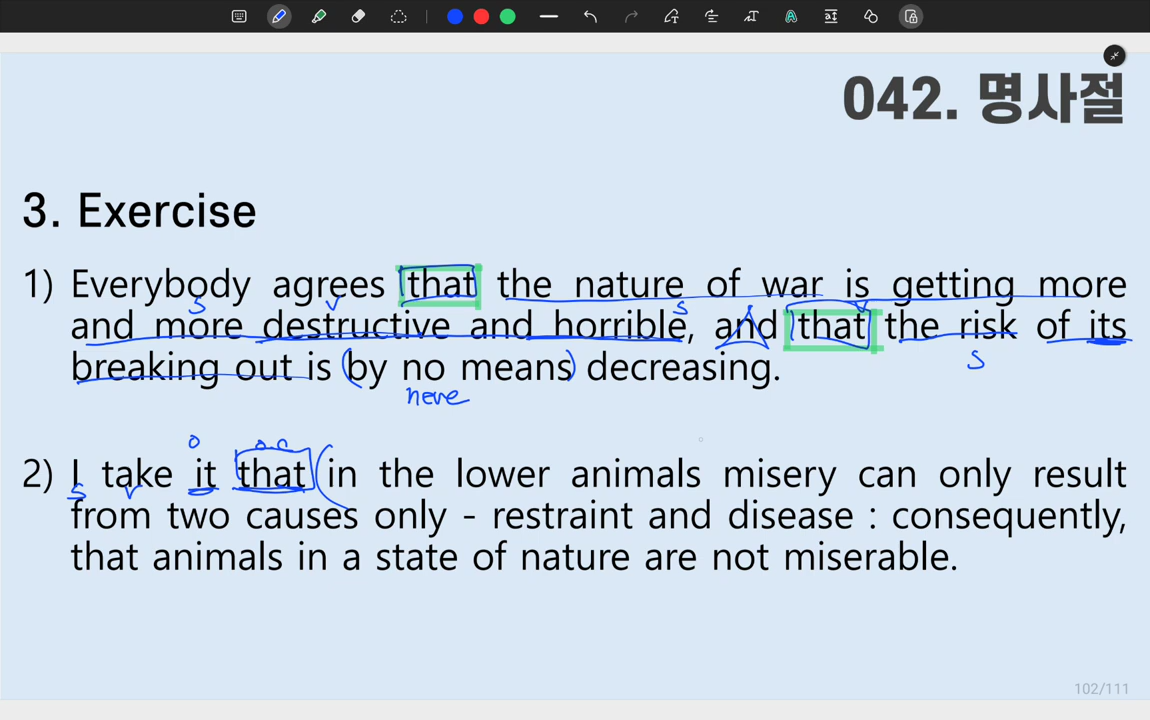 042. 명사절
3. Exercise
1) Everybody agrees that the nature of war is getting more
s v s v
and more destructive and horrible, and that the risk of its
s
breaking out is (by no means) decreasing.
neve
o o.c
2) I take it that (in the lower animals misery can only result
s v
from two causes only - restraint and disease : consequently,
that animals in a state of nature are not miserable.
102/111